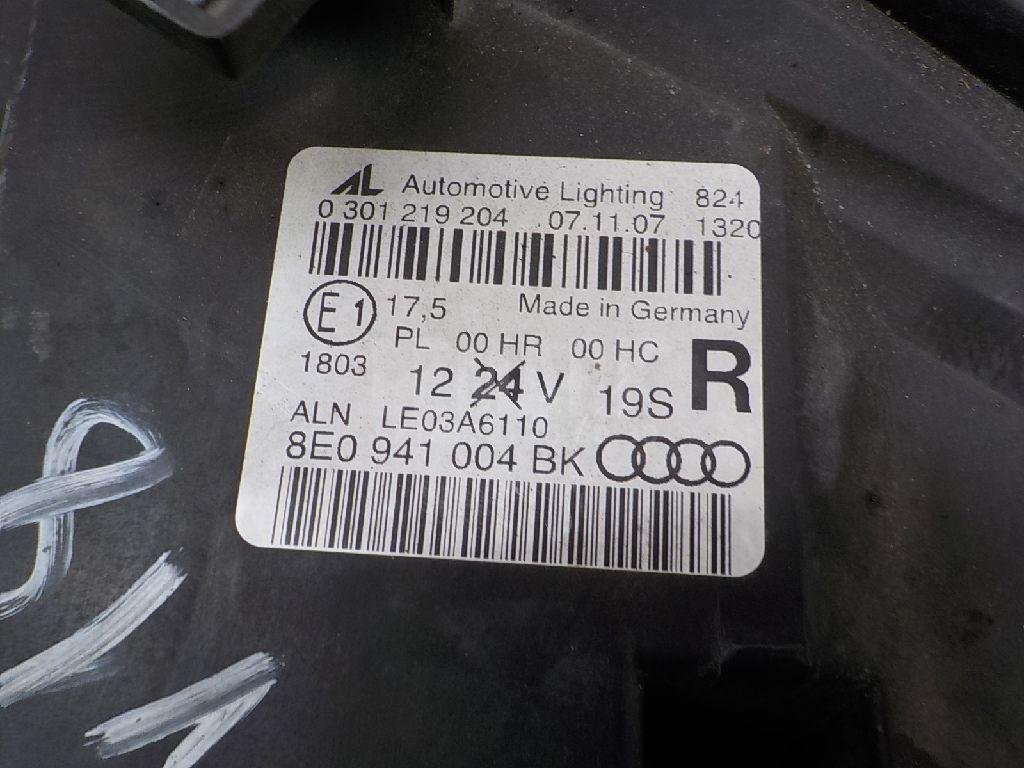 AL Automotive Lighting 824
0 301 219 204 07.11.07 1320
E1 17,5 Made in Germany
PL 00 HR 00 HC R
1803 12 24 V 19S
ALN LE03A6110
8E0 941 004 BK